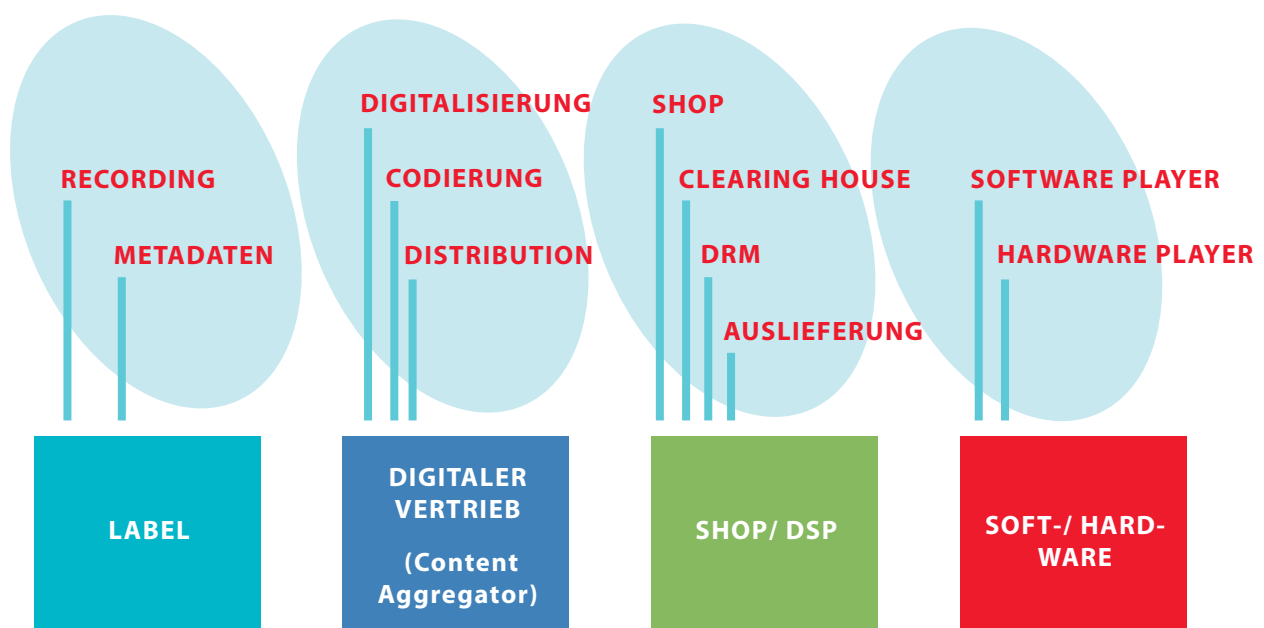 RECORDING
METADATEN
DIGITALISIERUNG
CODIERUNG
DISTRIBUTION
SHOP
CLEARING HOUSE
DRM
AUSLIEFERUNG
SOFTWARE PLAYER
HARDWARE PLAYER
LABEL
DIGITALER
VERTRIEB
(Content
Aggregator)
SHOP/ DSP
SOFT-/ HARD-
WARE